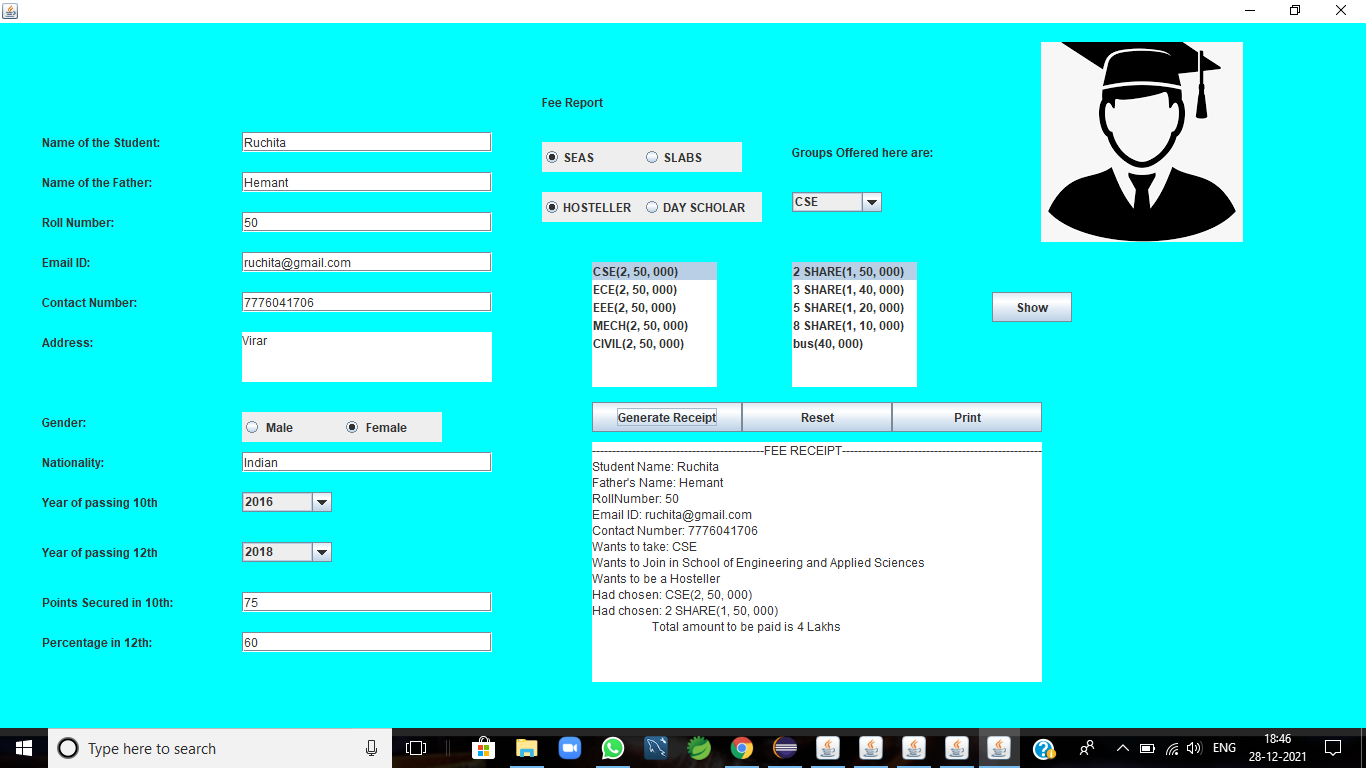 Fee Report
Name of the Student: Ruchita
Name of the Father: Hemant
Roll Number: 50
Email ID: ruchita@gmail.com
Contact Number: 7776041706
Address: Virar
Gender: Male Female
Nationality: Indian
Year of passing 10th 2016
Year of passing 12th 2018
Points Secured in 10th: 75
Percentage in 12th: 60
SEAS SLABS
HOSTELLER DAY SCHOLAR
Groups Offered here are:
CSE
CSE(2, 50, 000)
ECE(2, 50, 000)
EEE(2, 50, 000)
MECH(2, 50, 000)
CIVIL(2, 50, 000)
2 SHARE(1, 50, 000)
3 SHARE(1, 40, 000)
5 SHARE(1, 20, 000)
8 SHARE(1, 10, 000)
bus(40, 000)
Show
Generate Receipt Reset Print
-------------------------------------------FEE RECEIPT--------------------------------------------------
Student Name: Ruchita
Father's Name: Hemant
RollNumber: 50
Email ID: ruchita@gmail.com
Contact Number: 7776041706
Wants to take: CSE
Wants to Join in School of Engineering and Applied Sciences
Wants to be a Hosteller
Had chosen: CSE(2, 50, 000)
Had chosen: 2 SHARE(1, 50, 000)
Total amount to be paid is 4 Lakhs
Type here to search
ENG
18:46
28-12-2021